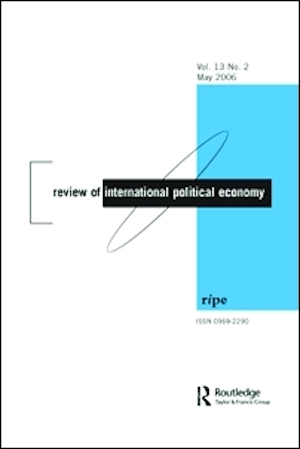 Vol. 13 No. 2
May 2006
review of international political economy
ripe
ISSN 0969-2290
R
Routledge
Taylor & Francis Group